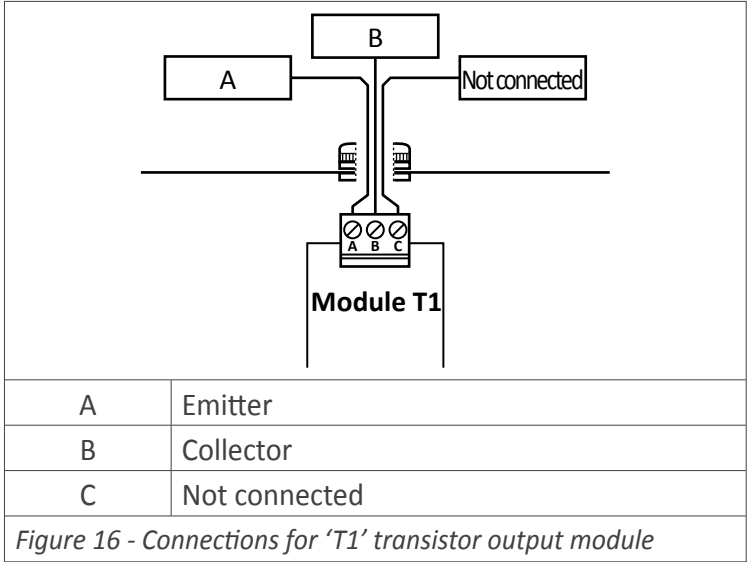 B
A
Not connected
A B C
Module T1
A Emitter
B Collector
C Not connected
Figure 16 - Connections for ‘T1’ transistor output module